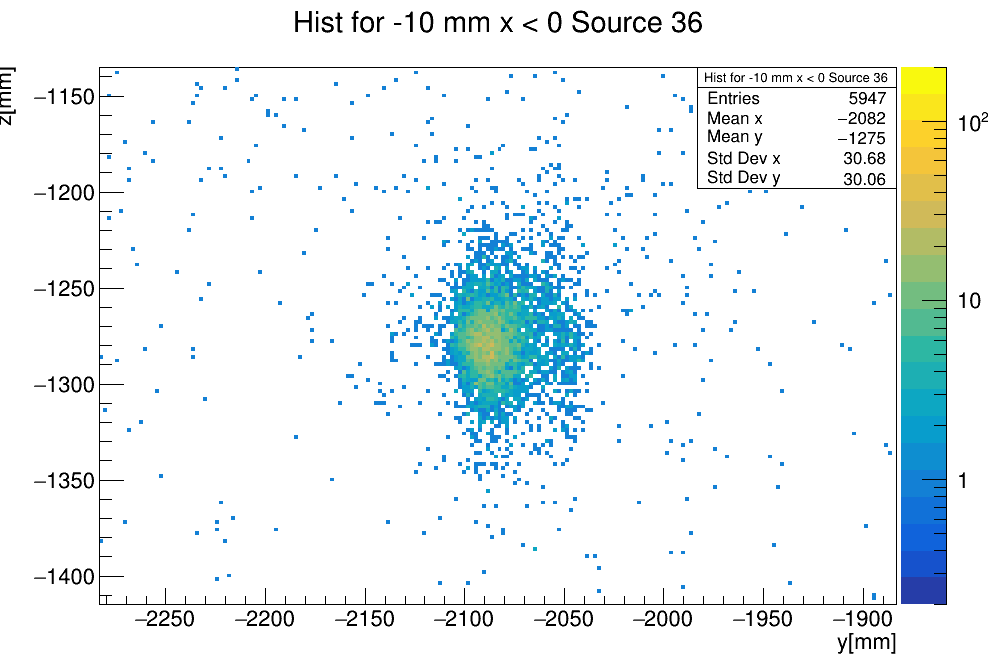 Hist for -10 mm x < 0 Source 36
z[mm]
Hist for -10 mm x < 0 Source 36
Entries 5947
Mean x −2082
Mean y −1275
Std Dev x 30.68
Std Dev y 30.06
−1150
−1200
−1250
−1300
−1350
−1400
10²
10
1
−2250 −2200 −2150 −2100 −2050 −2000 −1950 −1900
y[mm]